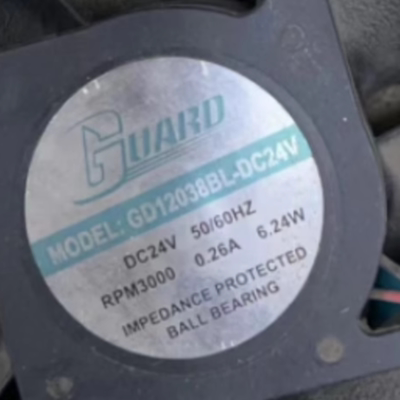 GUARD
MODEL: GD12038BL-DC24V
DC24V 50/60HZ
RPM3000 0.26A 6.24W
IMPEDANCE PROTECTED
BALL BEARING